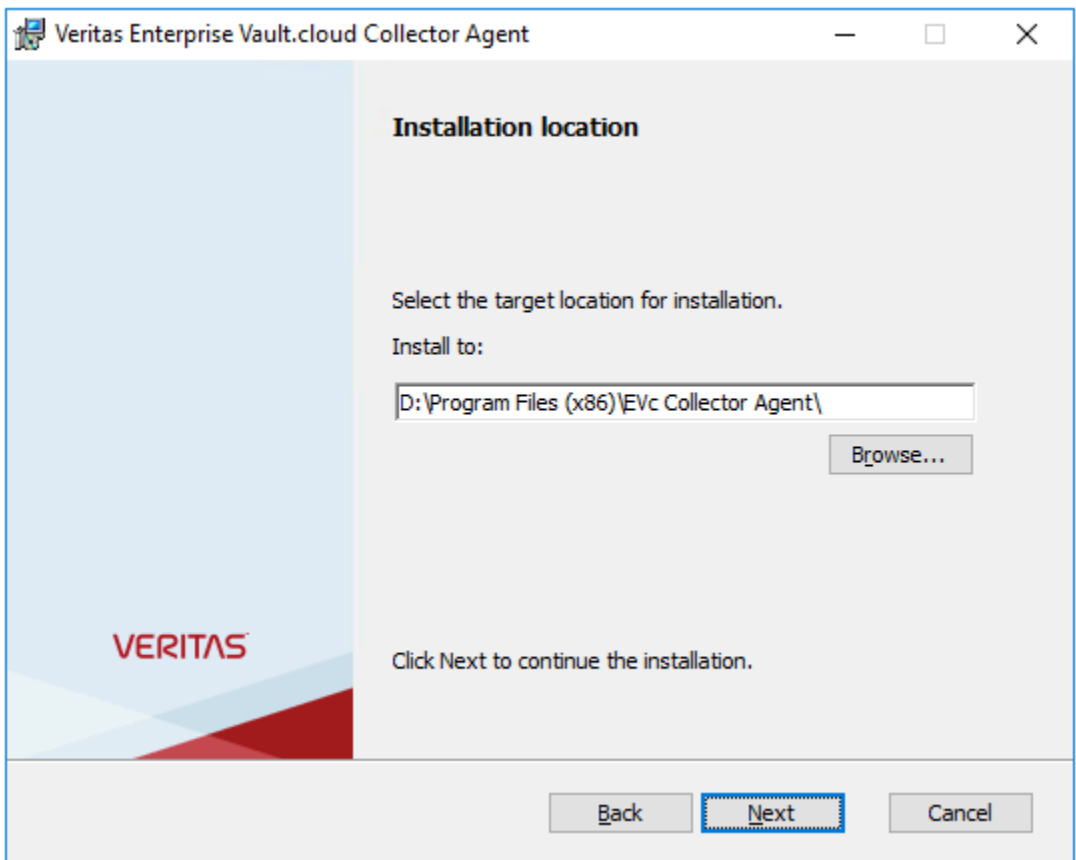 Veritas Enterprise Vault.cloud Collector Agent
Installation location
Select the target location for installation.
Install to:
D:\Program Files (x86)\EVc Collector Agent\
Browse...
VERITAS
Click Next to continue the installation.
Back
Next
Cancel